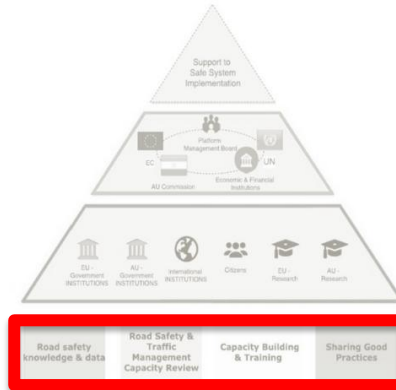 Support to
Safe System
Implementation
Platform
Management Board
EC
UN
AU Commission
Economic & Financial
Institutions
EU -
Government
INSTITUTIONS
AU -
Government
INSTITUTIONS
International
INSTITUTIONS
Citizens
EU -
Research
AU -
Research
Road safety
knowledge & data
Road Safety &
Traffic
Management
Capacity Review
Capacity Building
& Training
Sharing Good
Practices